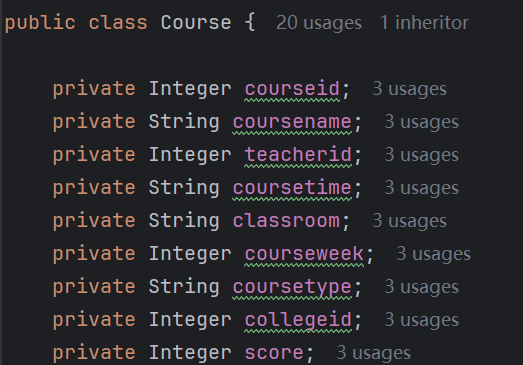 public class Course { 20 usages 1 inheritor
private Integer courseid; 3 usages
private String coursename; 3 usages
private Integer teacherid; 3 usages
private String coursetime; 3 usages
private String classroom; 3 usages
private Integer courseweek; 3 usages
private String coursetype; 3 usages
private Integer collegeid; 3 usages
private Integer score; 3 usages